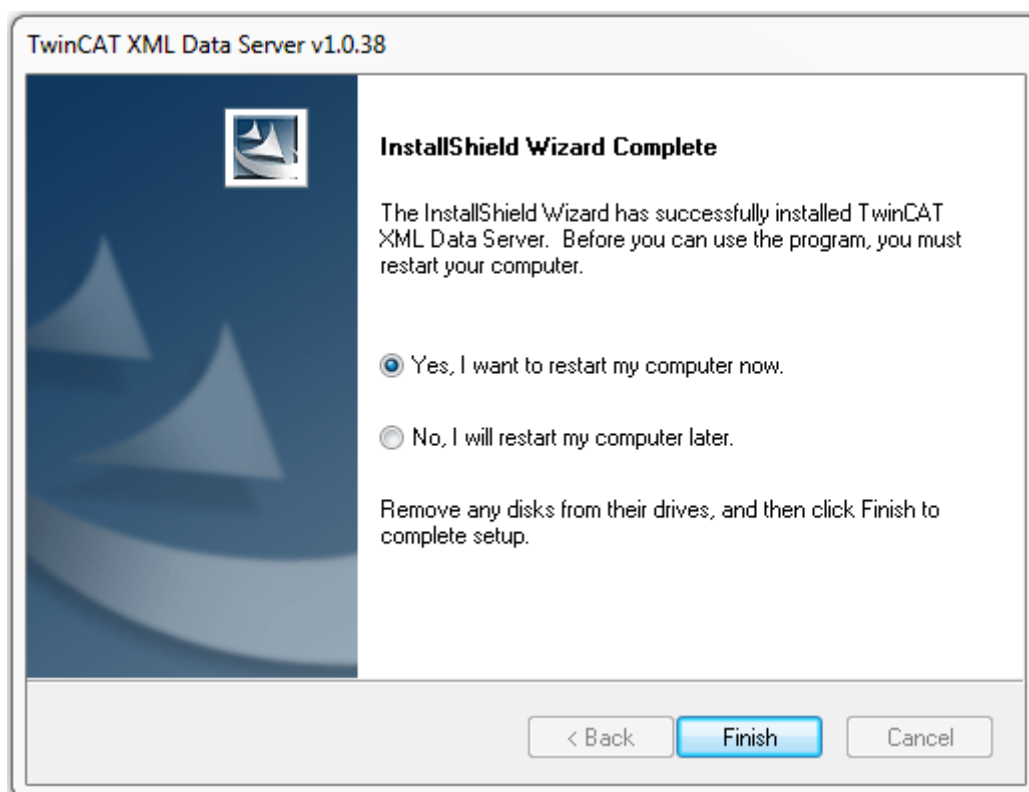 TwinCAT XML Data Server v1.0.38
InstallShield Wizard Complete
The InstallShield Wizard has successfully installed TwinCAT
XML Data Server.  Before you can use the program, you must
restart your computer.
Yes, I want to restart my computer now.
No, I will restart my computer later.
Remove any disks from their drives, and then click Finish to
complete setup.
< Back
Finish
Cancel